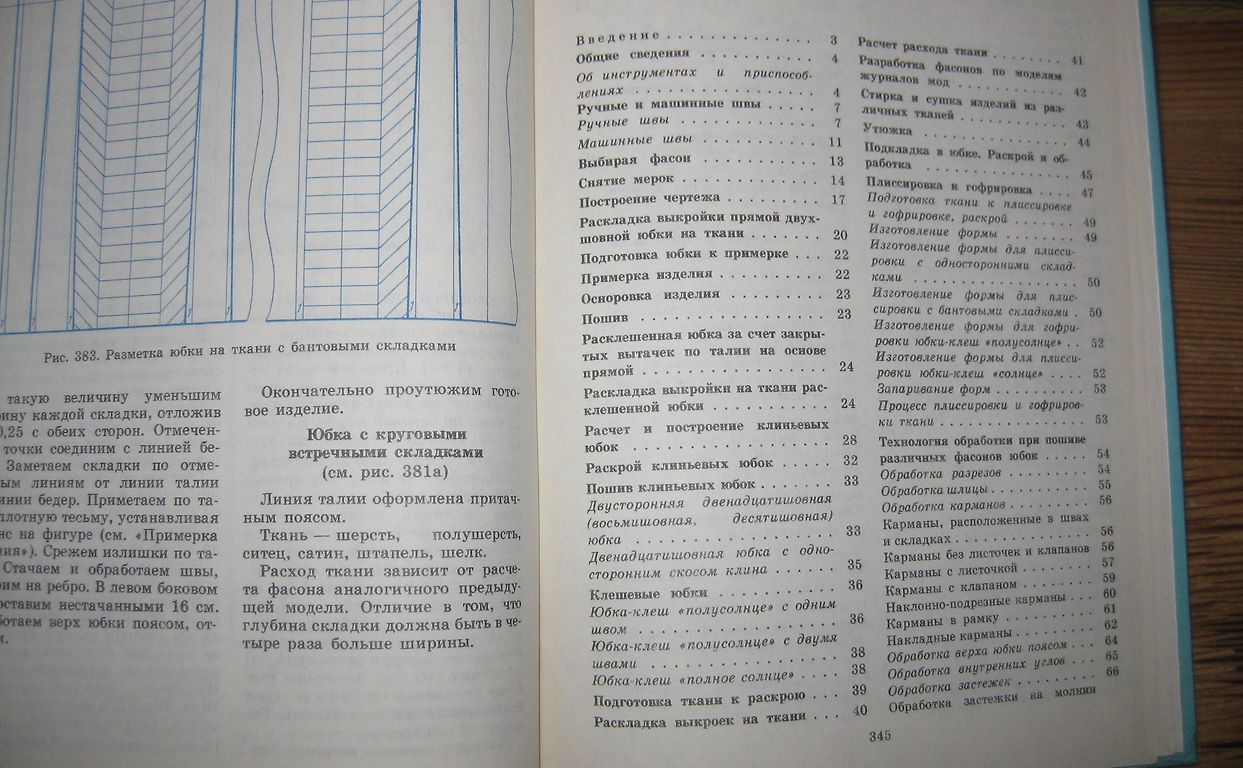 Рис. 383. Разметка юбки на ткани с бантовыми складками
такую величину уменьшим
рину каждой складки, отложив
0,25 с обеих сторон. Отмечен-
точки соединим с линией бе-
Заметаем складки по отме-
ным линиям от линии талии
инии бедер. Приметаем по та-
плотную тесьму, устанавливая
на фигуре (см. «Примерка
ния»). Срежем излишки по та-
Стачаем и обработаем швы,
им на ребро. В левом боковом
оставим нестачанными 16 см.
ботаем верх юбки поясом, от-
Окончательно проутюжим гото-
вое изделие.
Юбка с круговыми
встречными складками
(см. рис. 381а)
Линия талии оформлена притач-
ным поясом.
Ткань — шерсть, полушерсть,
ситец, сатин, штапель, шелк.
Расход ткани зависит от расче-
та фасона аналогичного предыду-
щей модели. Отличие в том, что
глубина складки должна быть в че-
тыре раза больше ширины.
Введение . . . . . . . . . . . . . . 3
Общие сведения . . . . . . . . . . . 4
Об инструментах и приспособ-
лениях . . . . . . . . . . . . . . . 4
Ручные и машинные швы . . . . . 7
Ручные швы . . . . . . . . . . . . . 7
Машинные швы . . . . . . . . . . . 11
Выбирая фасон . . . . . . . . . . . 13
Снятие мерок . . . . . . . . . . . . 14
Построение чертежа . . . . . . . . . 17
Раскладка выкройки прямой двух-
шовной юбки на ткани . . . . . . . 20
Подготовка юбки к примерке . . . 22
Примерка изделия . . . . . . . . . 22
Осноровка изделия . . . . . . . . . 23
Пошив . . . . . . . . . . . . . . . . 23
Расклешенная юбка за счет закры-
тых вытачек по талии на основе
прямой . . . . . . . . . . . . . . . 24
Раскладка выкройки на ткани рас-
клешенной юбки . . . . . . . . . . . 24
Расчет и построение клиньевых
юбок . . . . . . . . . . . . . . . . 28
Раскрой клиньевых юбок . . . . . 32
Пошив клиньевых юбок . . . . . . 33
Двусторонняя двенадцатишовная
(восьмишовная, десятишовная)
юбка . . . . . . . . . . . . . . . . 33
Двенадцатишовная юбка с одно-
сторонним скосом клина . . . . . . 35
Клешевые юбки . . . . . . . . . . . 36
Юбка-клеш «полусолнце» с одним
швом . . . . . . . . . . . . . . . . 36
Юбка-клеш «полусолнце» с двумя
швами . . . . . . . . . . . . . . . 38
Юбка-клеш «полное солнце» . . . . 38
Подготовка ткани к раскрою . . . 39
Раскладка выкроек на ткани . . . 40
Расчет расхода ткани . . . . . . . 41
Разработка фасонов по моделям
журналов мод . . . . . . . . . . . 42
Стирка и сушка изделий из раз-
личных тканей . . . . . . . . . . . 43
Утюжка . . . . . . . . . . . . . . . 44
Подкладка в юбке. Раскрой и об-
работка . . . . . . . . . . . . . . 45
Плиссировка и гофрировка . . . . 47
Подготовка ткани к плиссировке
и гофрировке, раскрой . . . . . . . 49
Изготовление формы . . . . . . . . 49
Изготовление формы для плисси-
ровки с односторонними склад-
ками . . . . . . . . . . . . . . . . 50
Изготовление формы для плис-
сировки с бантовыми складками . 50
Изготовление формы для гофри-
ровки юбки-клеш «полусолнце» . . 52
Изготовление формы для плисси-
ровки юбки-клеш «солнце» . . . . 52
Запаривание форм . . . . . . . . . 53
Процесс плиссировки и гофриров-
ки ткани . . . . . . . . . . . . . . 53
Технология обработки при пошиве
различных фасонов юбок . . . . . 54
Обработка разрезов . . . . . . . . 54
Обработка шлицы . . . . . . . . . . 55
Обработка карманов . . . . . . . . 56
Карманы, расположенные в швах
и складках . . . . . . . . . . . . . 56
Карманы без листочек и клапанов 56
Карманы с листочкой . . . . . . . 57
Карманы с клапаном . . . . . . . . 59
Наклонно-подрезные карманы . . . 60
Карманы в рамку . . . . . . . . . . 61
Накладные карманы . . . . . . . . 62
Обработка верха юбки поясом . . . 64
Обработка внутренних углов . . . 65
Обработка застежек . . . . . . . . 66
Обработка застежки на молнии
345